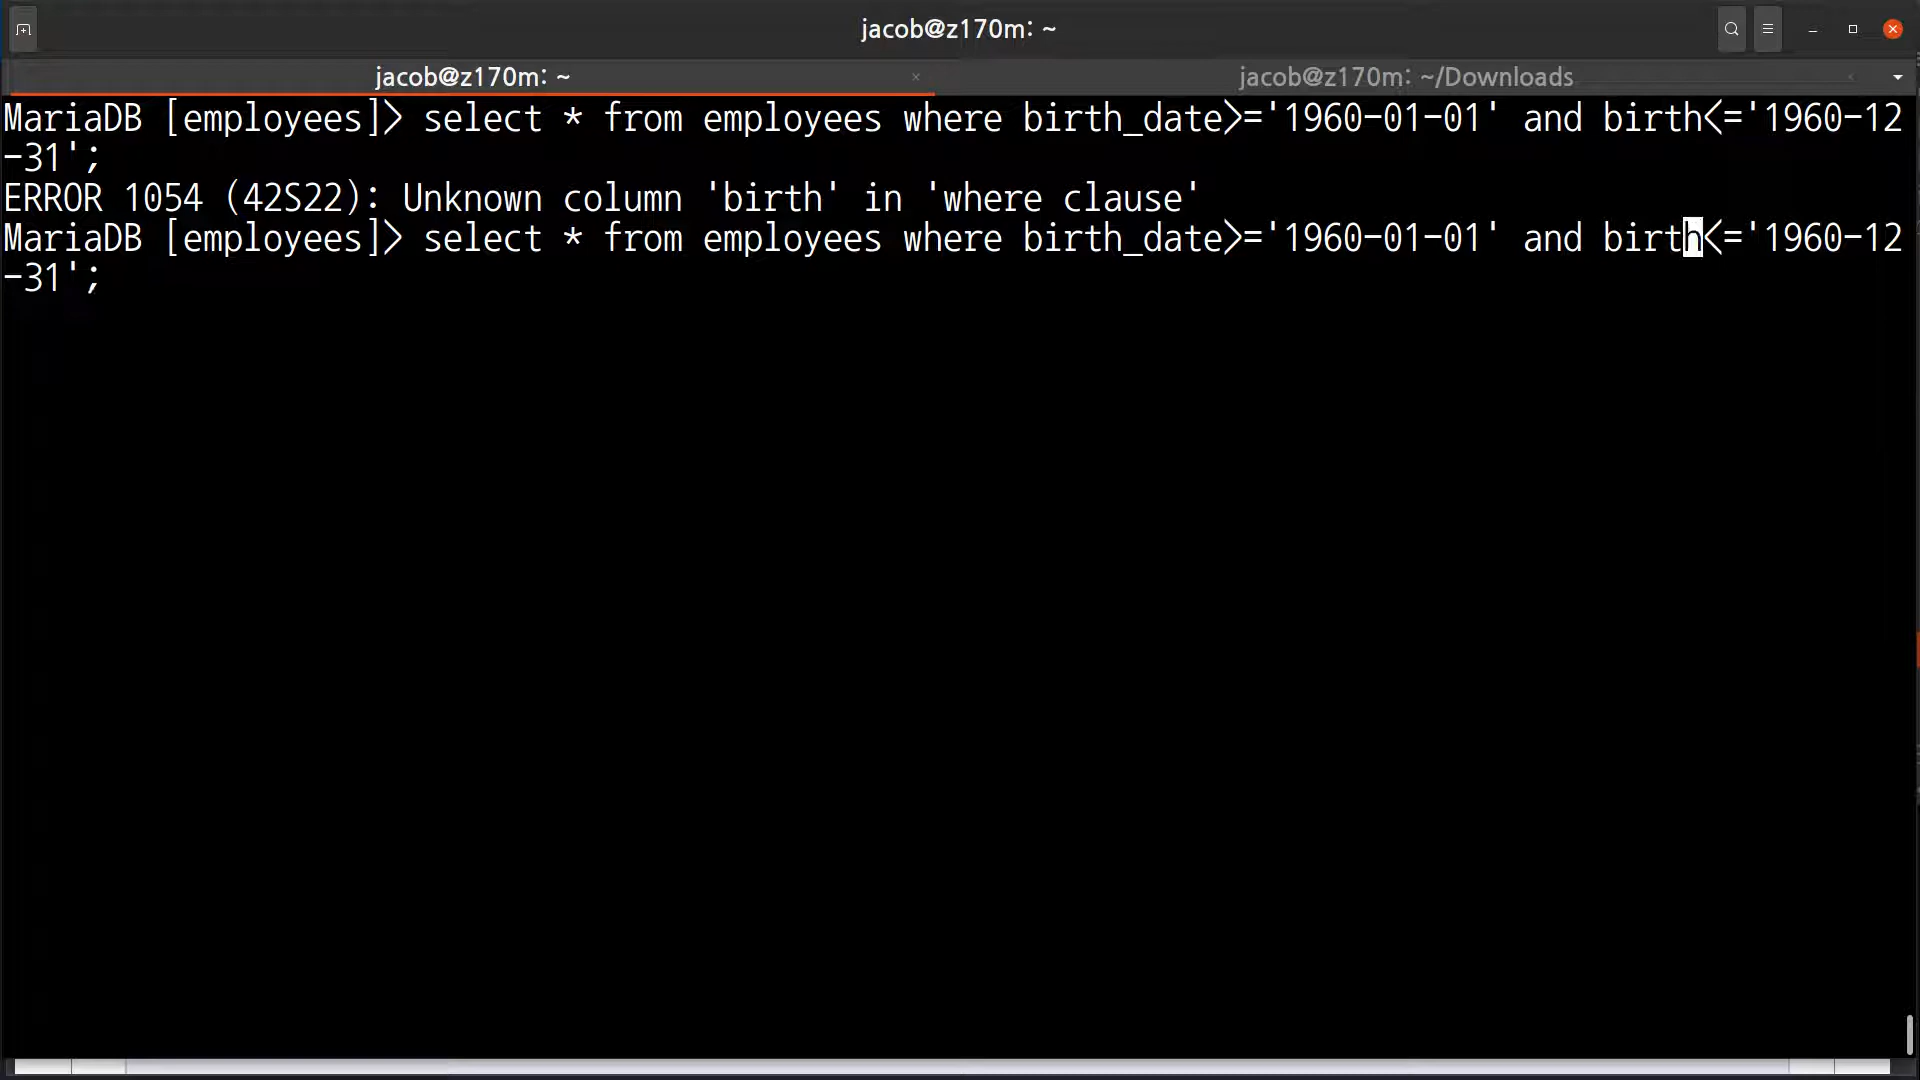 jacob@z170m: ~
jacob@z170m: ~
jacob@z170m: ~/Downloads
MariaDB [employees]> select * from employees where birth_date>='1960-01-01' and birth<='1960-12
-31';
ERROR 1054 (42S22): Unknown column 'birth' in 'where clause'
MariaDB [employees]> select * from employees where birth_date>='1960-01-01' and birth<='1960-12
-31';